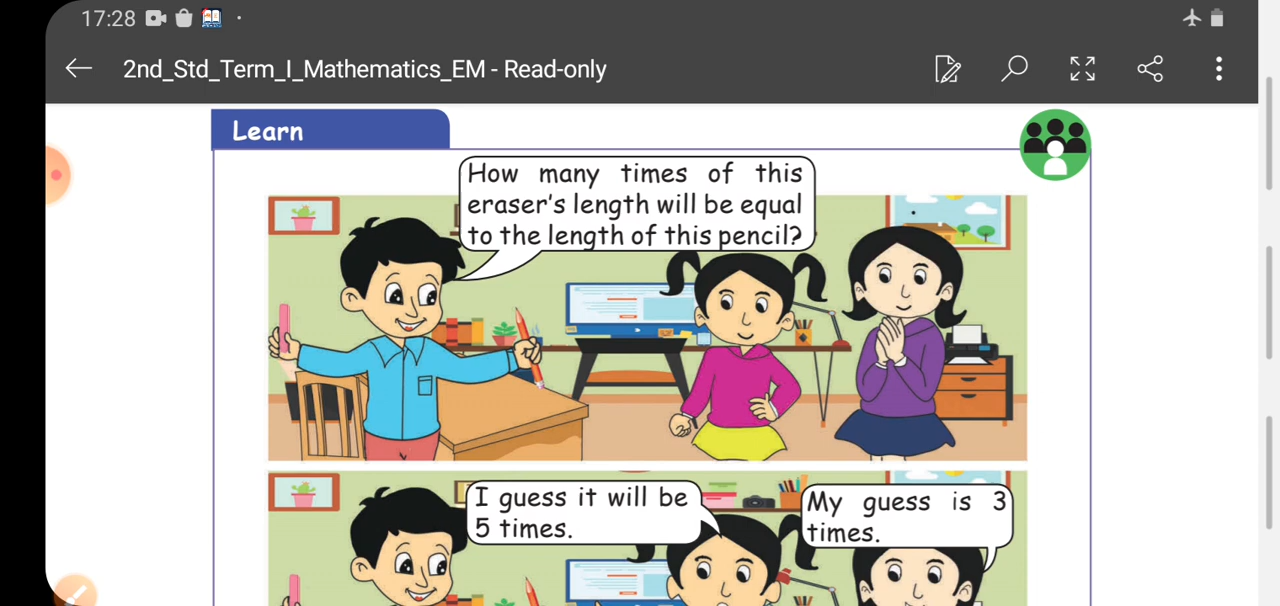 17:28
2nd_Std_Term_I_Mathematics_EM - Read-only
Learn
How many times of this
eraser's length will be equal
to the length of this pencil?
I guess it will be
5 times.
My guess is 3
times.